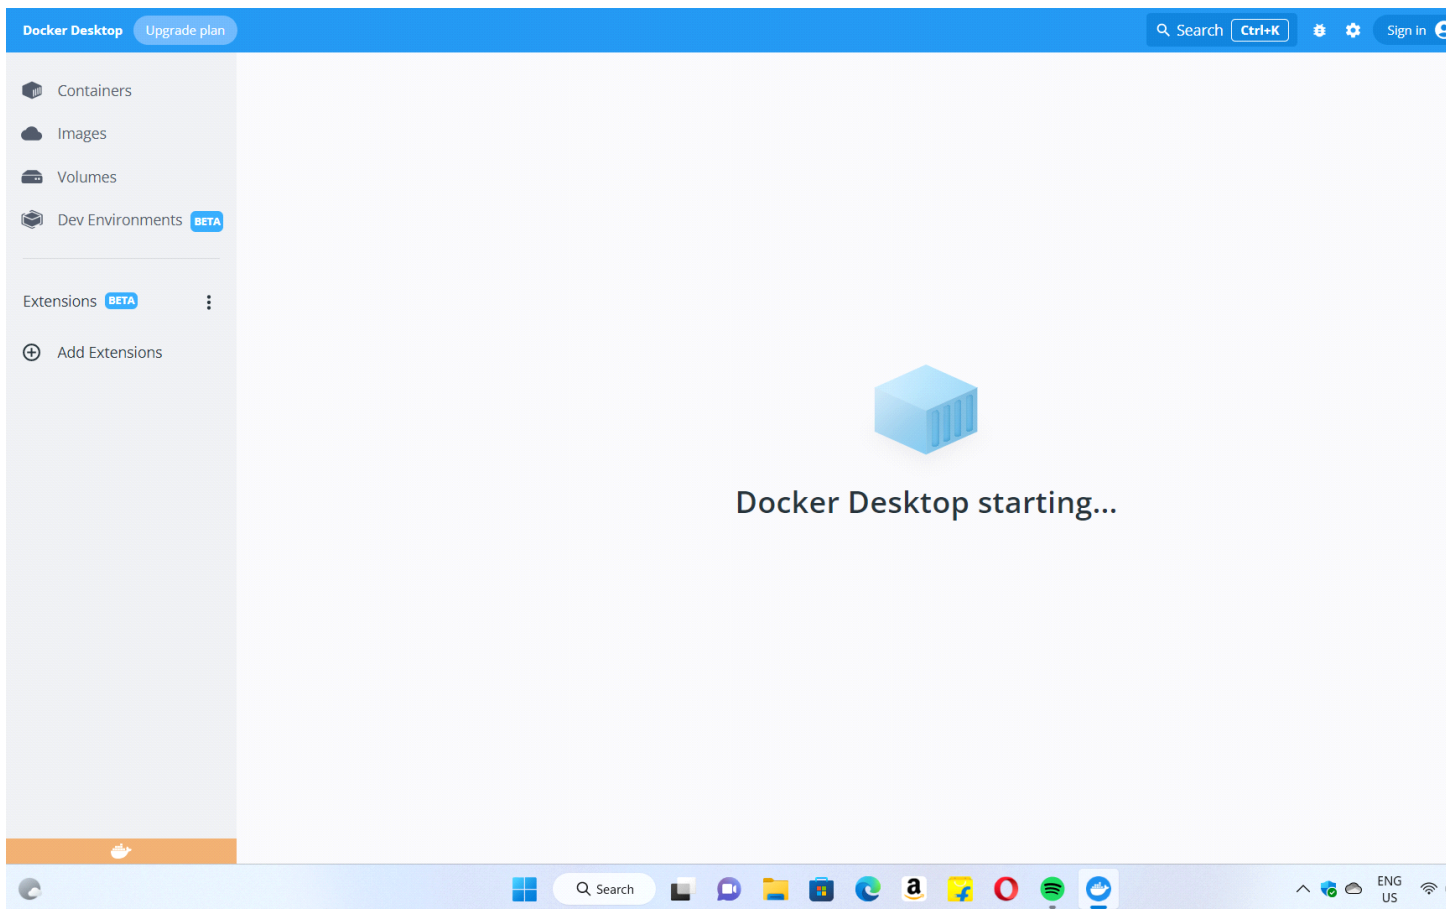 Docker Desktop Upgrade plan Search Ctrl+K Sign in
Containers
Images
Volumes
Dev Environments BETA
Extensions BETA
Add Extensions
Docker Desktop starting...
Search a ENG
US